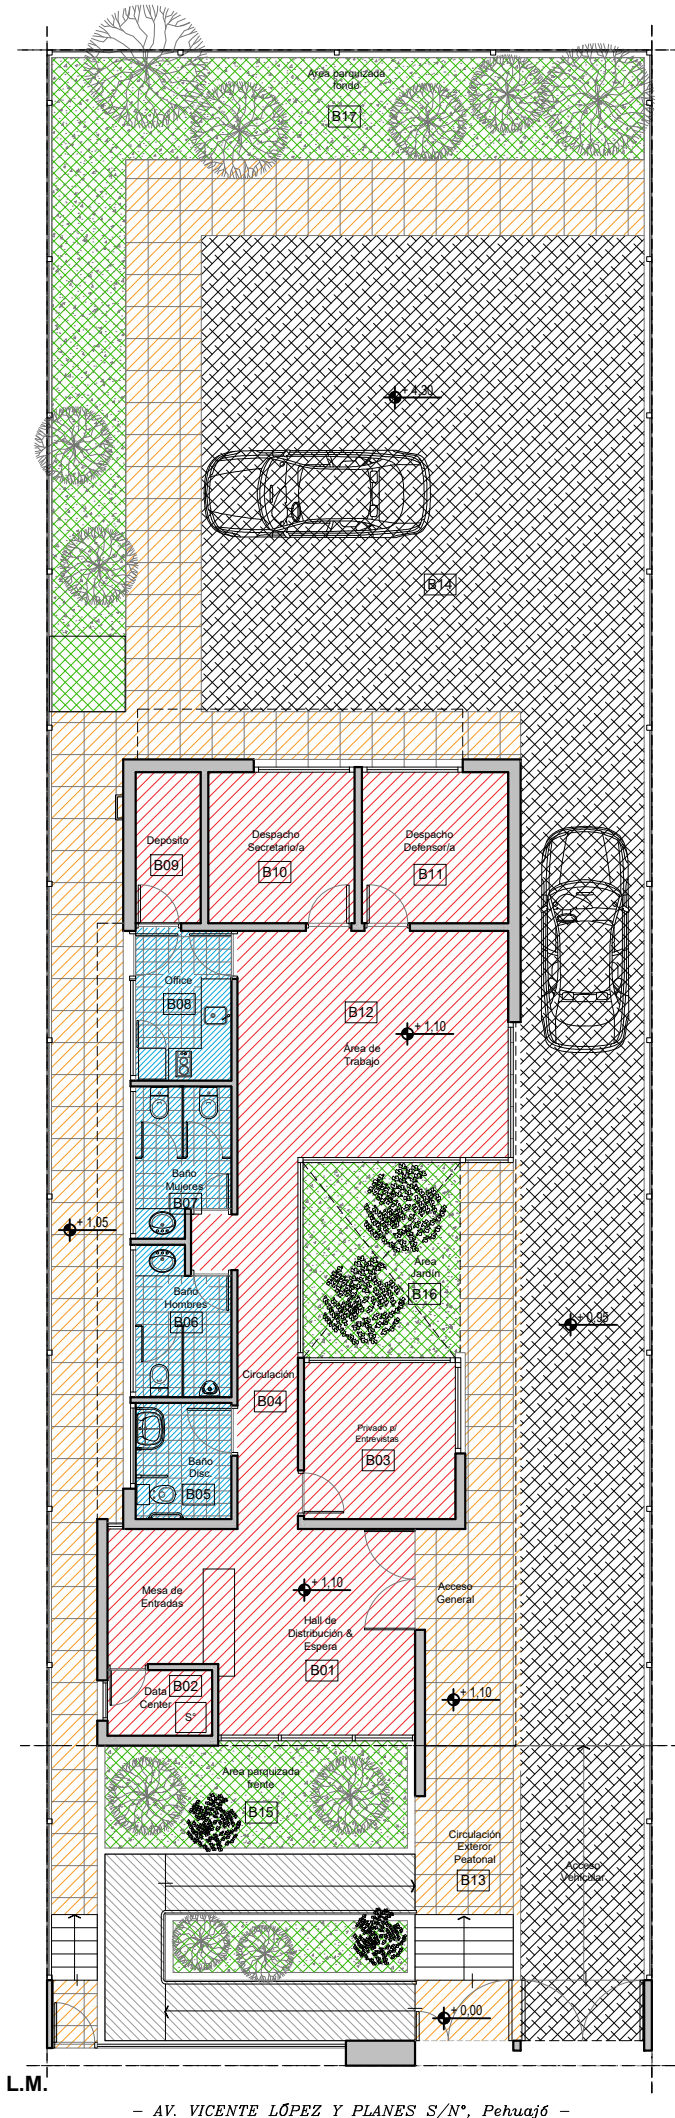 Area parquizada
fondo
B17
+ 4,30
B14
Depósito
B09
Despacho
Secretario/a
B10
Despacho
Defensor/a
B11
Office
B08
B12
+ 1,10
Área de
Trabajo
Baño
Mujeres
B07
+ 1,05
Baño
Hombres
B06
Área
Jardín
B16
+ 0,95
Circulación
B04
Privado p/
Entrevistas
B03
Baño
Disc.
B05
Mesa de
Entradas
+ 1,10
Hall de
Distribución &
Espera
B01
Acceso
General
Data
Center
B02
S°
+ 1,10
Area parquizada
frente
B15
Circulación
Exteror
Peatonal
B13
Acceso
Vehicular
+ 0,00
L.M.
– AV. VICENTE LÓPEZ Y PLANES S/N°, Pehuajó –